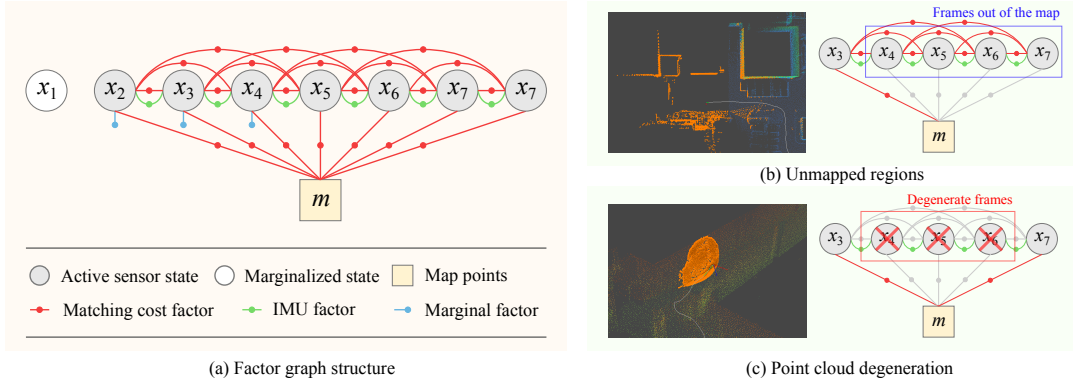 x1 x2 x3 x4 x5 x6 x7 x7
m
Active sensor state
Marginalized state
Map points
Matching cost factor
IMU factor
Marginal factor
(a) Factor graph structure
Frames out of the map
x3 x4 x5 x6 x7
m
(b) Unmapped regions
Degenerate frames
x3 x4 x5 x6 x7
m
(c) Point cloud degeneration